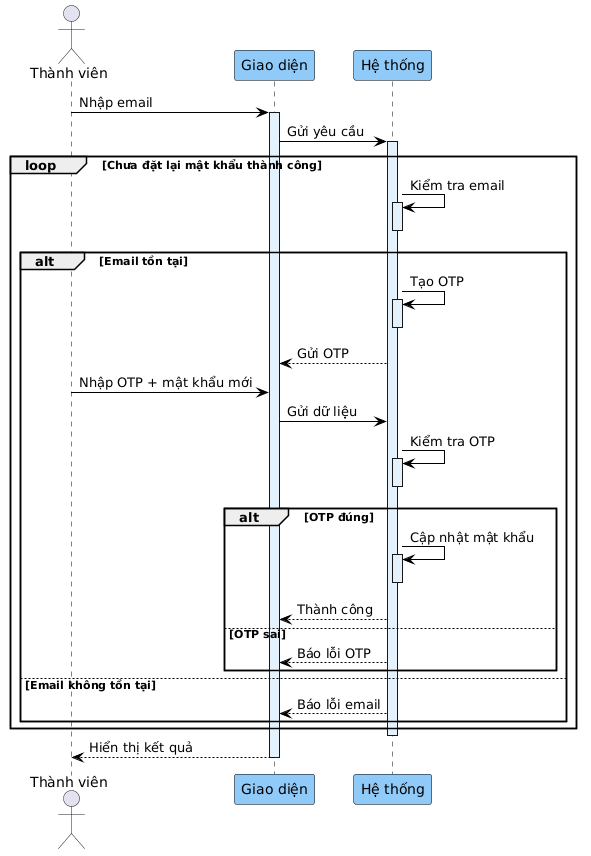 Thành viên
Giao diện
Hệ thống
Nhập email
Gửi yêu cầu
loop
[Chưa đặt lại mật khẩu thành công]
Kiểm tra email
alt
[Email tồn tại]
Tạo OTP
Gửi OTP
Nhập OTP + mật khẩu mới
Gửi dữ liệu
Kiểm tra OTP
alt
[OTP đúng]
Cập nhật mật khẩu
Thành công
[OTP sai]
Báo lỗi OTP
[Email không tồn tại]
Báo lỗi email
Hiển thị kết quả
Thành viên
Giao diện
Hệ thống